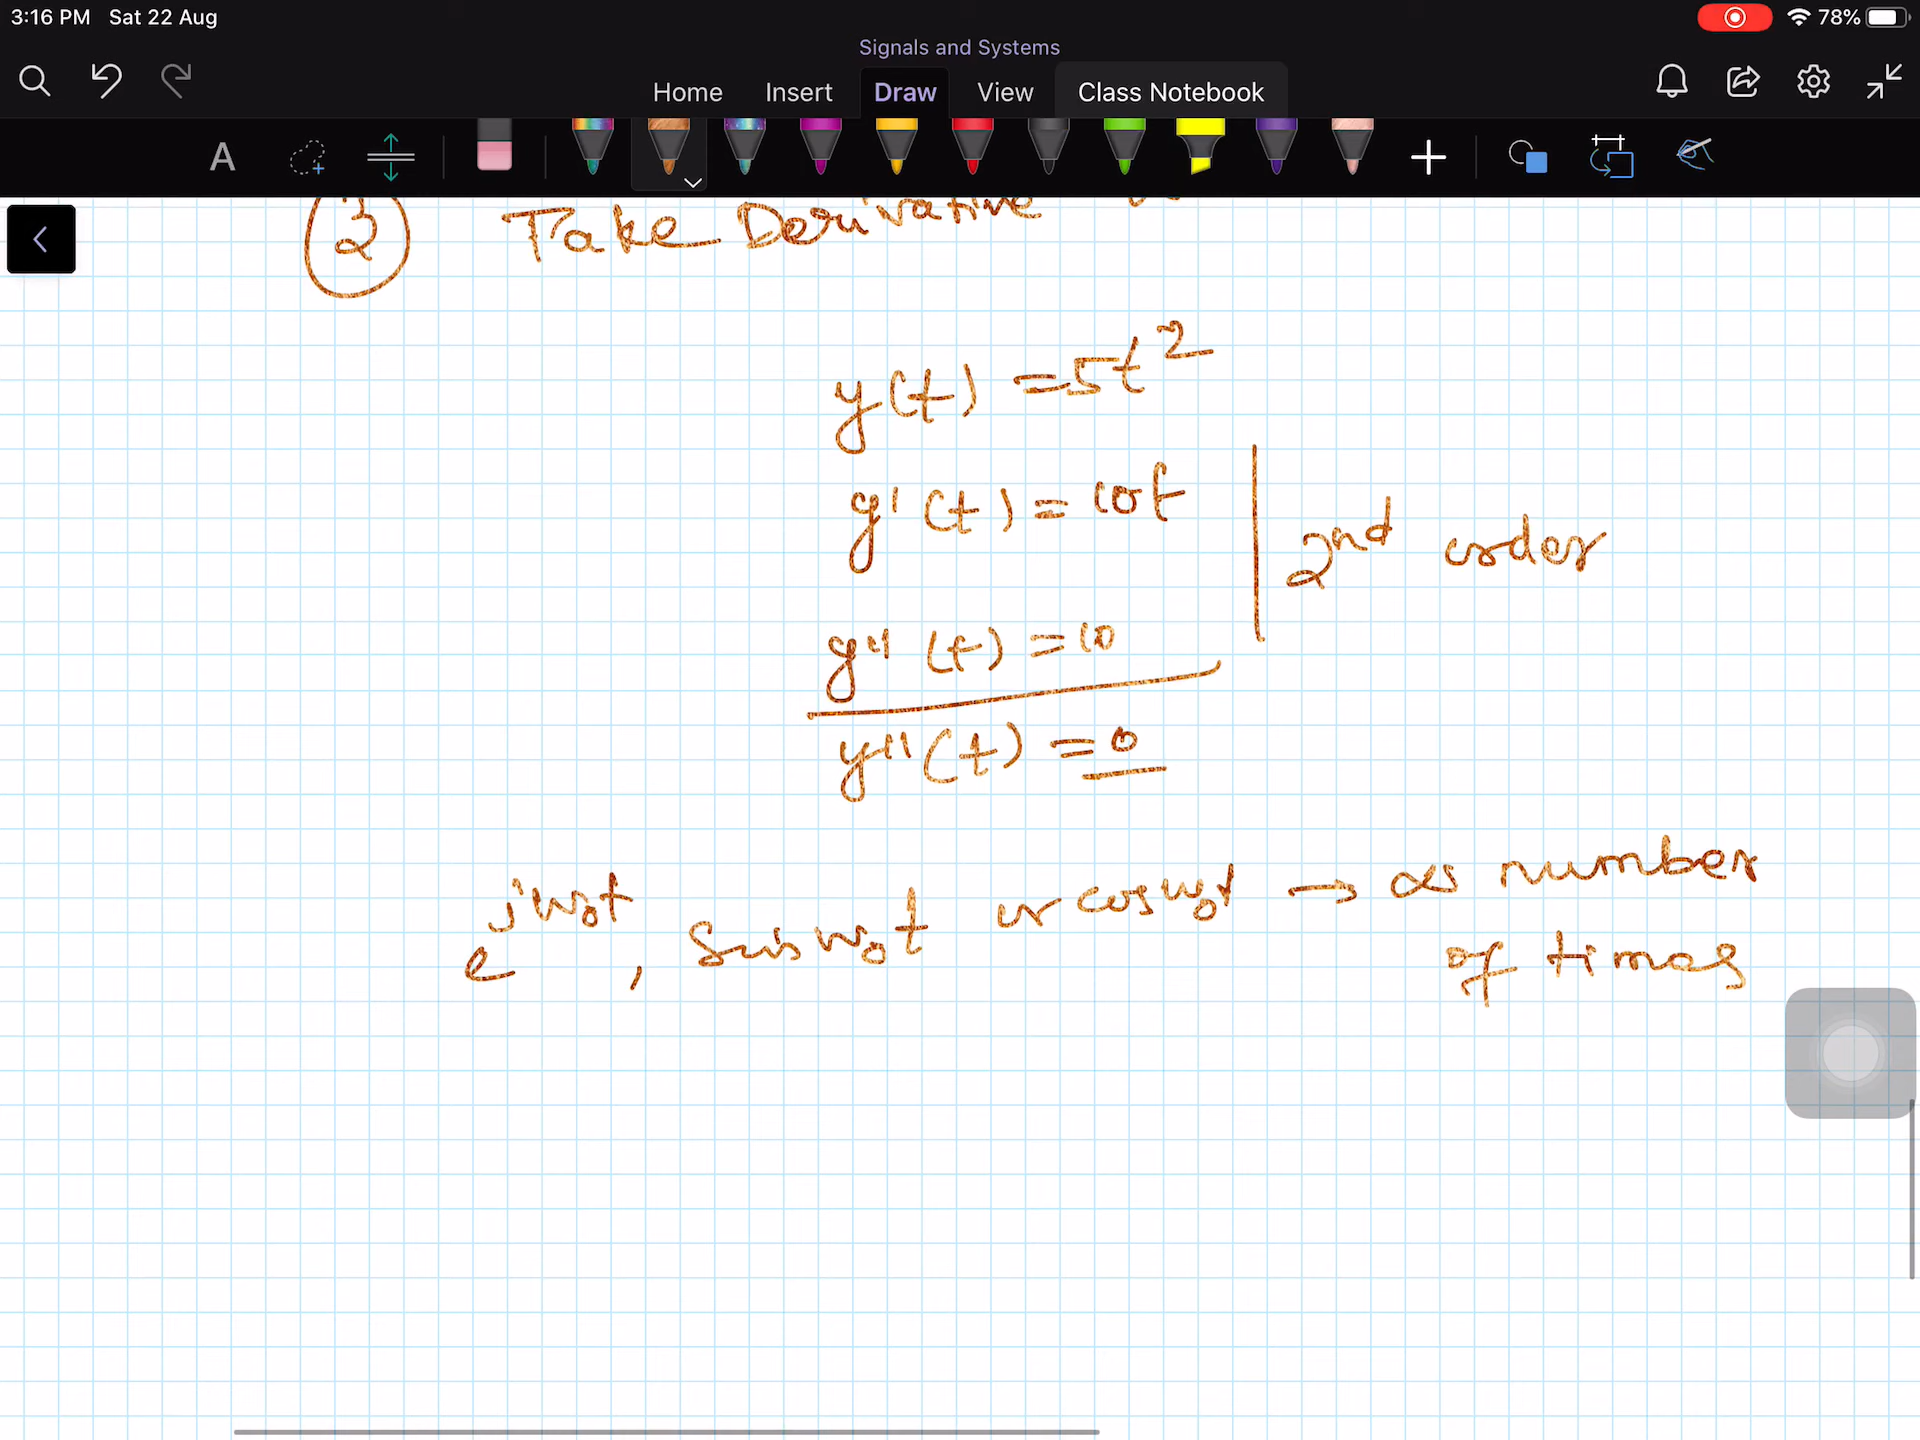 3:16 PM Sat 22 Aug
78%
Signals and Systems
Home Insert Draw View Class Notebook
A
2 Take Derivative
y(t) = 5t²
y'(t) = 10t
2nd order
y''(t) = 10
y'''(t) = 0
e^jω₀t, sin ω₀t or cos ω₀t → ∞ number
of times